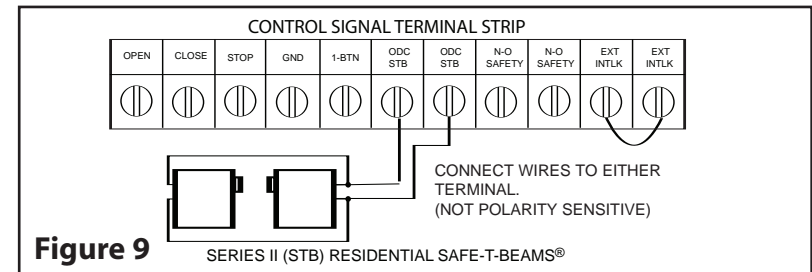 CONTROL SIGNAL TERMINAL STRIP
OPEN CLOSE STOP GND 1-BTN ODC STB ODC STB N-O SAFETY N-O SAFETY EXT INTLK EXT INTLK
CONNECT WIRES TO EITHER
TERMINAL.
(NOT POLARITY SENSITIVE)
Figure 9
SERIES II (STB) RESIDENTIAL SAFE-T-BEAMS®